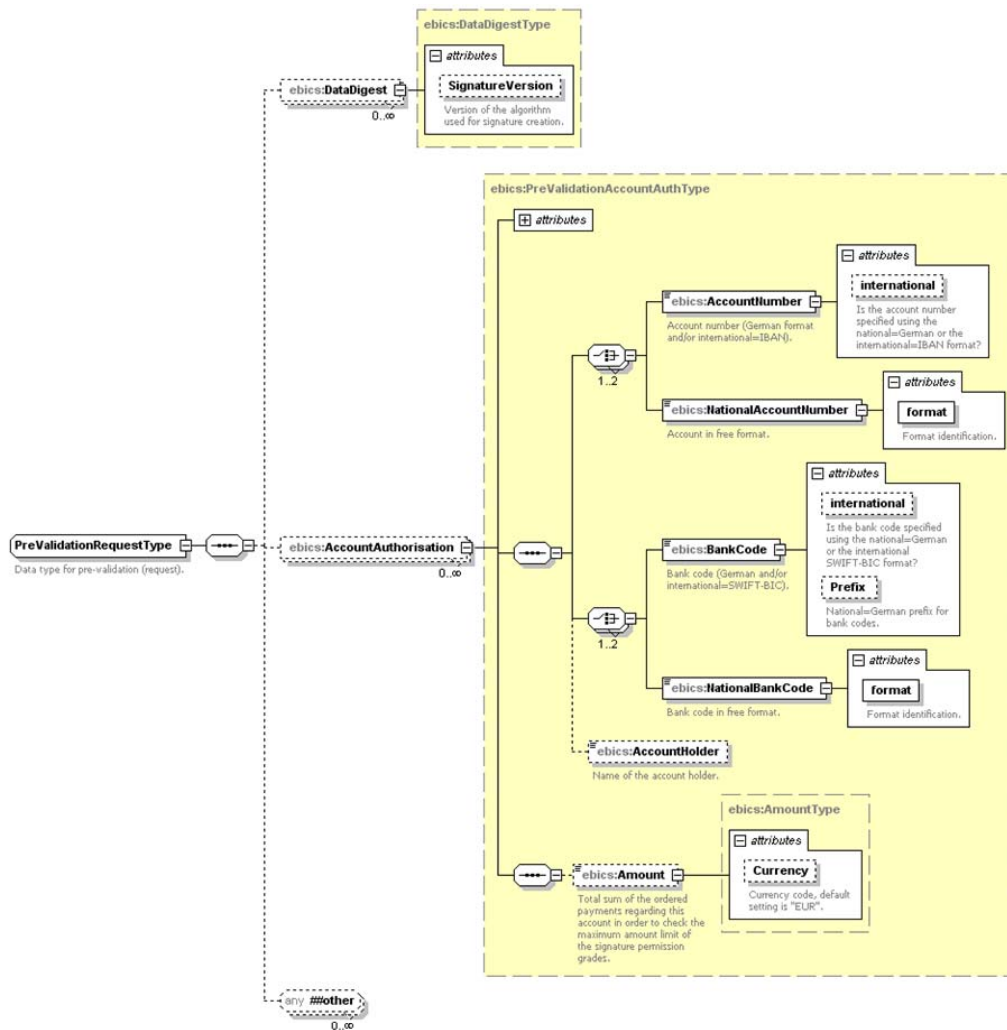 ebics:DataDigestType
attributes
ebics:DataDigest
0..∞
SignatureVersion
Version of the algorithm
used for signature creation.
ebics:PreValidationAccountAuthType
attributes
attributes
international
Is the account number
specified using the
national=German or the
international=IBAN format?
ebics:AccountNumber
Account number (German format
and/or international=IBAN).
1..2
attributes
ebics:NationalAccountNumber
format
Account in free format.
Format identification.
attributes
international
Is the bank code specified
using the national=German
or the international
SWIFT-BIC format?
Prefix
National=German prefix for
bank codes.
PreValidationRequestType
Data type for pre-validation (request).
ebics:AccountAuthorisation
0..∞
ebics:BankCode
Bank code (German and/or
international=SWIFT-BIC).
1..2
attributes
ebics:NationalBankCode
format
Bank code in free format.
Format identification.
ebics:AccountHolder
Name of the account holder.
ebics:AmountType
attributes
ebics:Amount
Currency
Total sum of the ordered
payments regarding this
account in order to check the
maximum amount limit of
the signature permission
grades.
Currency code, default
setting is "EUR".
any ##other
0..∞